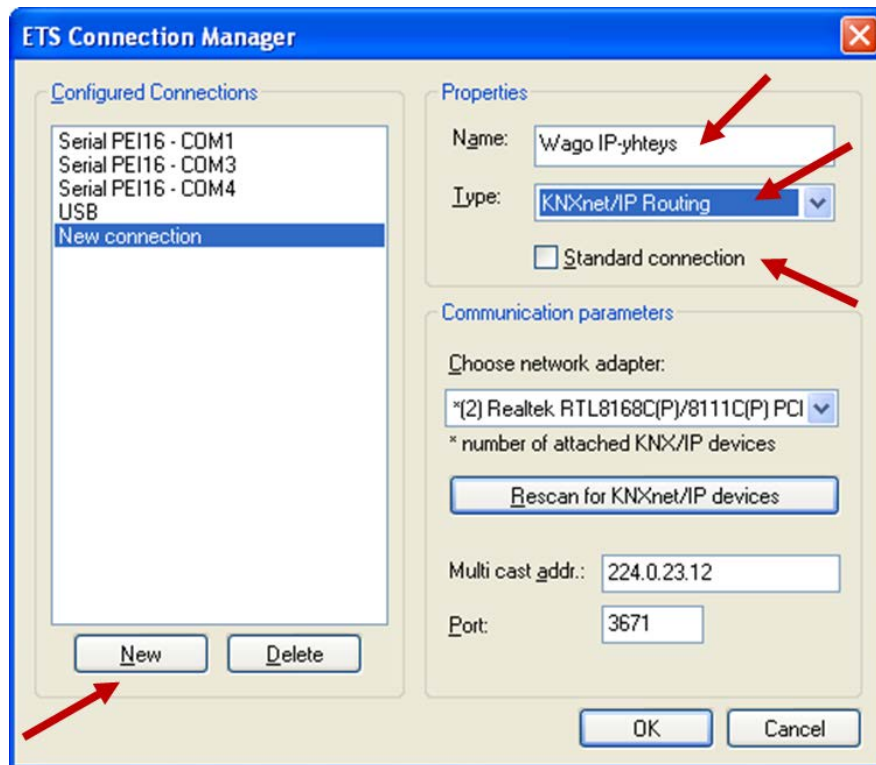 ETS Connection Manager
Configured Connections
Serial PEI16 - COM1
Serial PEI16 - COM3
Serial PEI16 - COM4
USB
New connection
New
Delete
Properties
Name: Wago IP-yhteys
Type: KNXnet/IP Routing
Standard connection
Communication parameters
Choose network adapter:
*(2) Realtek RTL8168C(P)/8111C(P) PCI
* number of attached KNX/IP devices
Rescan for KNXnet/IP devices
Multi cast addr.: 224.0.23.12
Port: 3671
OK
Cancel